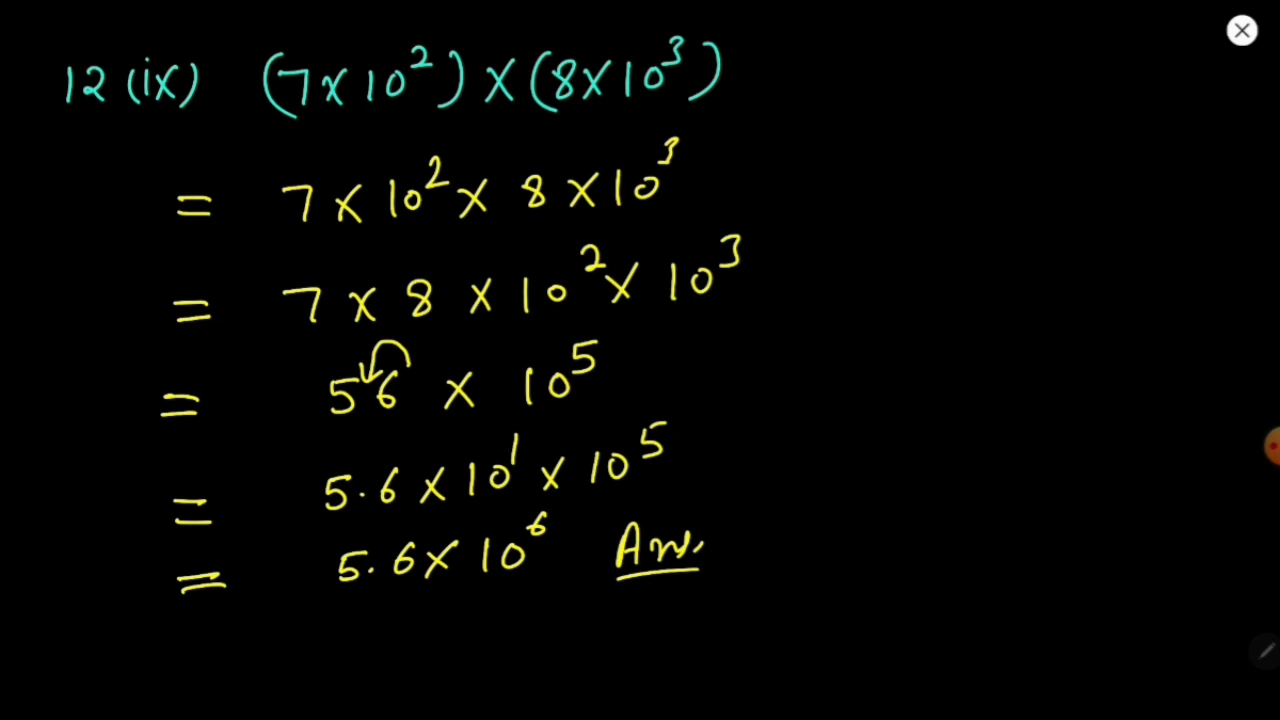 12 (ix) (7×10²)×(8×10³)
= 7×10²×8×10³
= 7×8×10²×10³
= 56×10⁵
= 5.6×10¹×10⁵
= 5.6×10⁶ Ans.